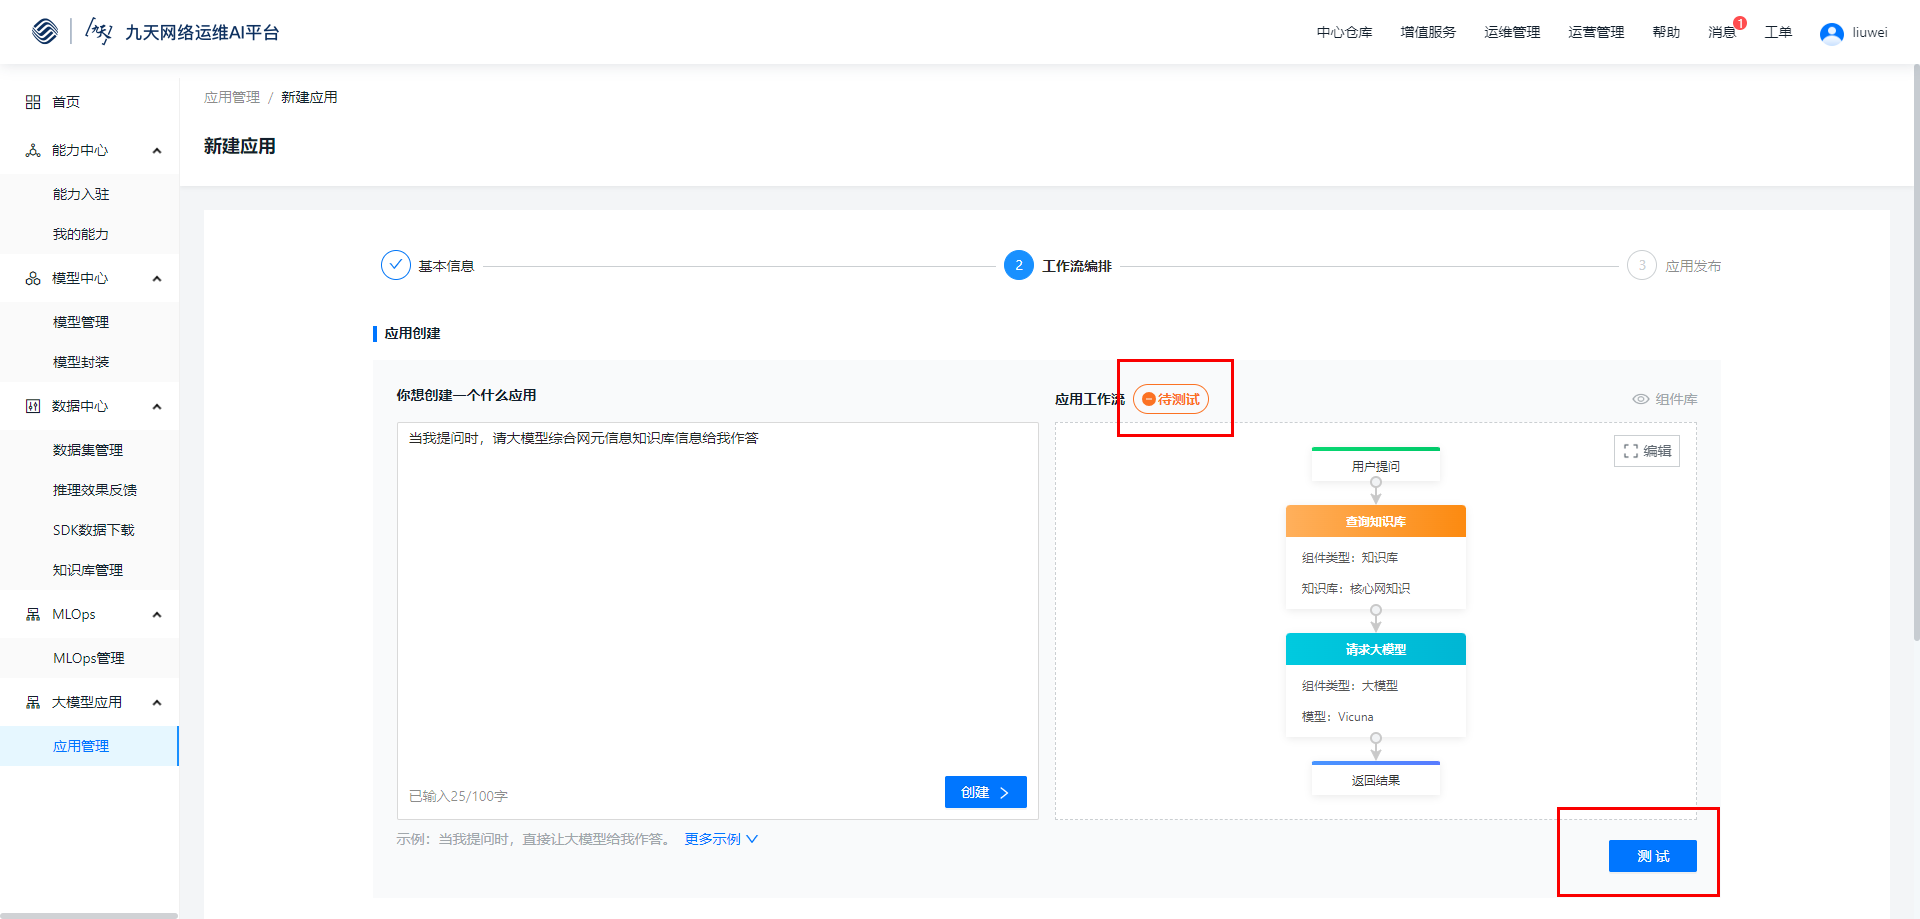 九天网络运维AI平台
中心仓库 增值服务 运维管理 运营管理 帮助 消息 1 工单 liuwei
首页
能力中心
能力入驻
我的能力
模型中心
模型管理
模型封装
数据中心
数据集管理
推理效果反馈
SDK数据下载
知识库管理
MLOps
MLOps管理
大模型应用
应用管理
应用管理 / 新建应用
新建应用
基本信息
2 工作流编排
3 应用发布
应用创建
你想创建一个什么应用
当我提问时，请大模型综合网元信息知识库信息给我作答
已输入25/100字
创建
示例：当我提问时，直接让大模型给我作答。 更多示例
应用工作流 待测试
组件库
编辑
用户提问
查询知识库
组件类型：知识库
知识库：核心网知识
请求大模型
组件类型：大模型
模型：Vicuna
返回结果
测 试